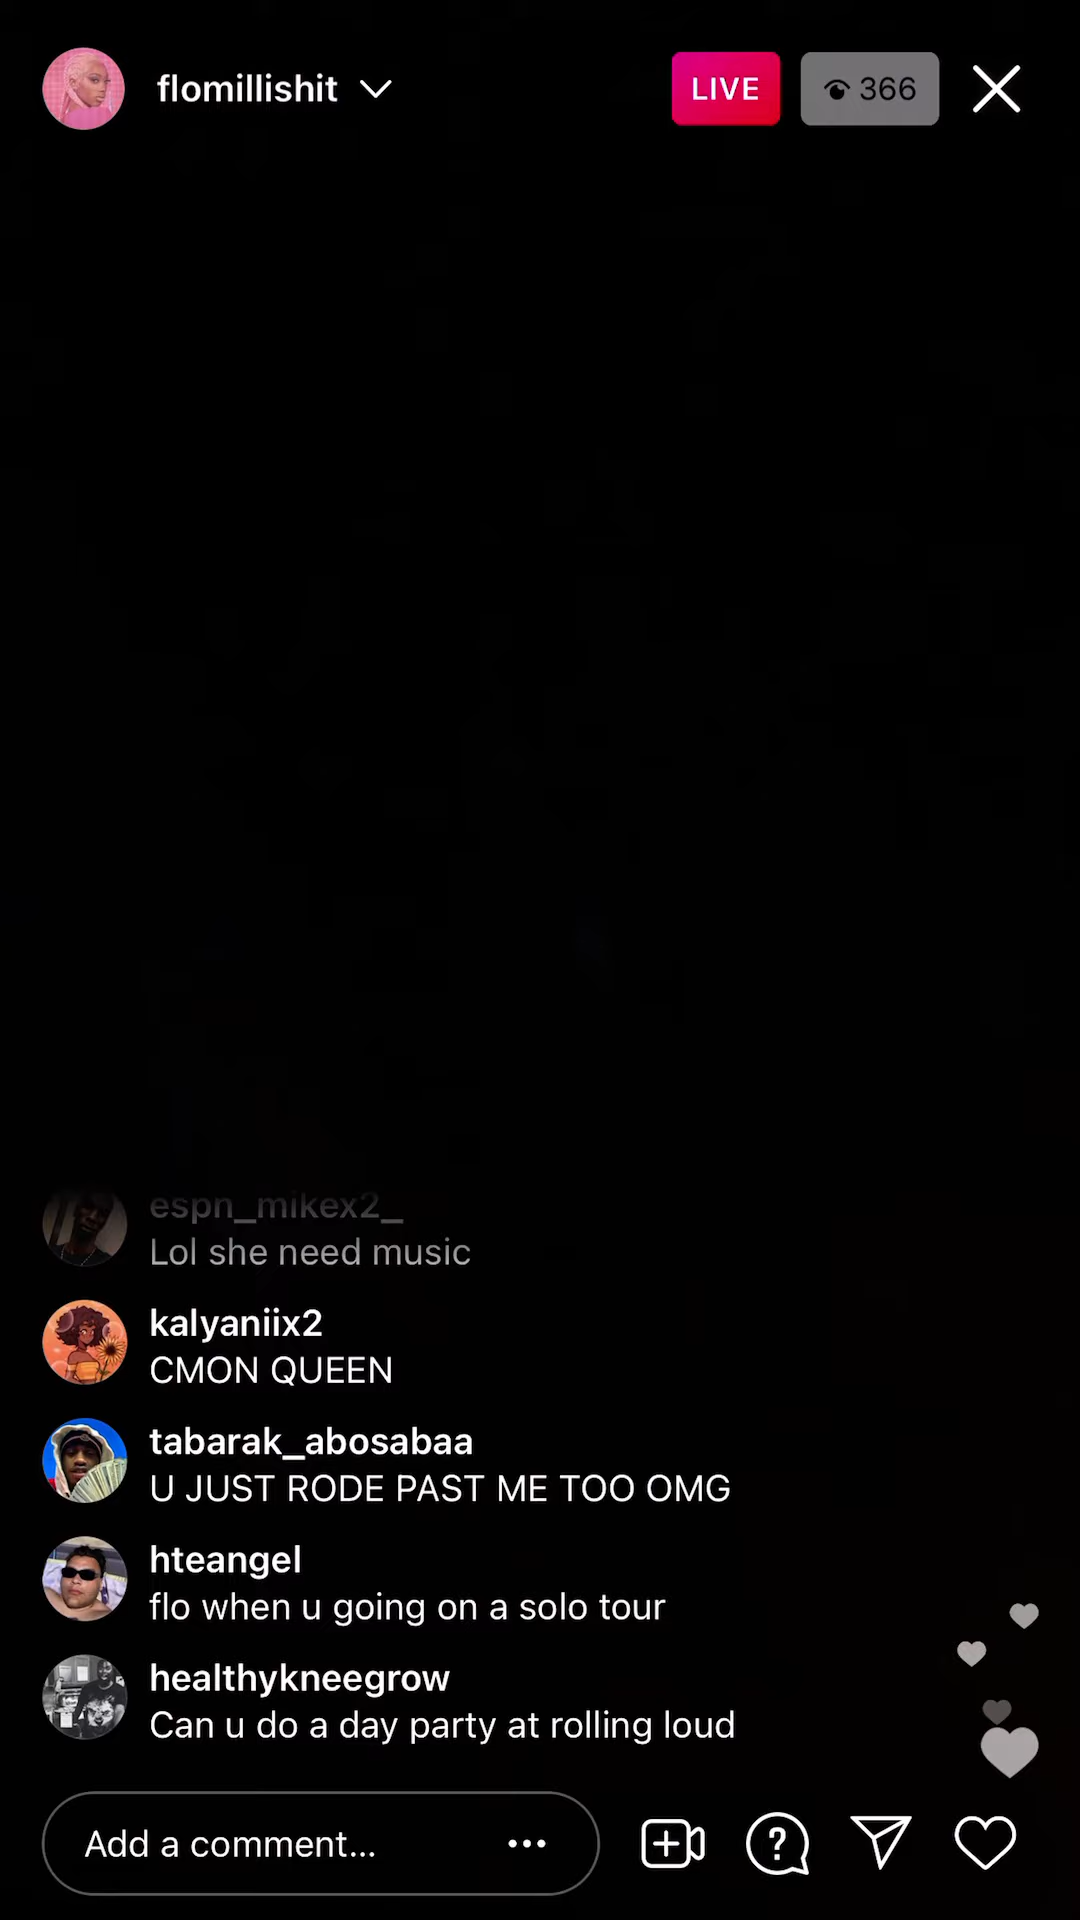 flomillishit
LIVE
366
espn_mikex2_
Lol she need music
kalyaniix2
CMON QUEEN
tabarak_abosabaa
U JUST RODE PAST ME TOO OMG
hteangel
flo when u going on a solo tour
healthykneegrow
Can u do a day party at rolling loud
Add a comment...